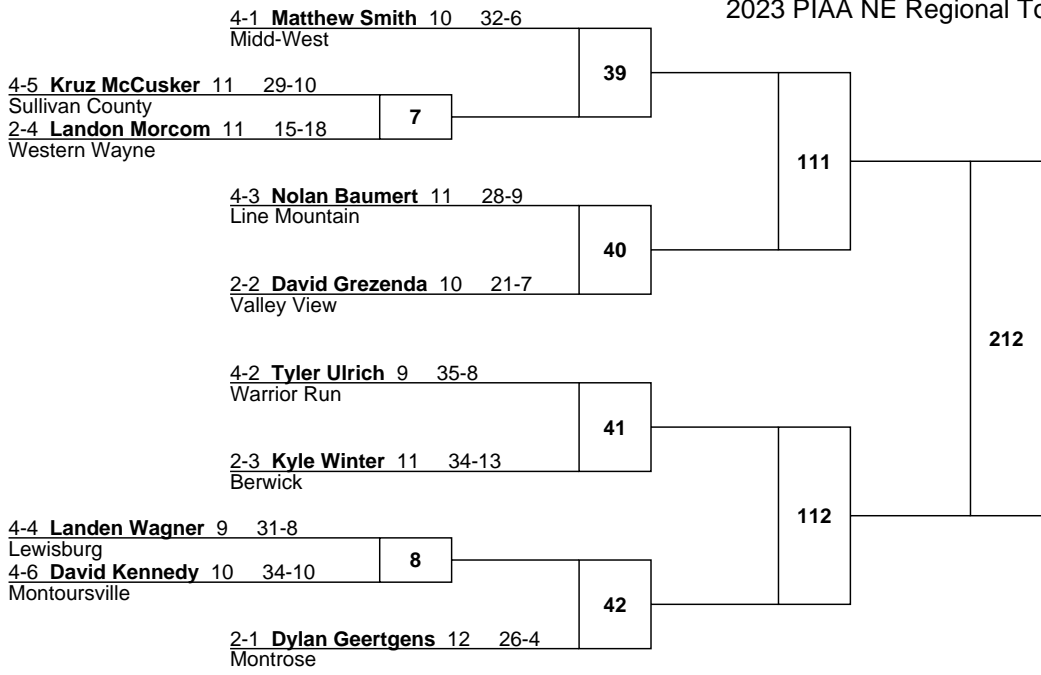 2023 PIAA NE Regional To
4-1 Matthew Smith 10 32-6
Midd-West
39
4-5 Kruz McCusker 11 29-10
Sullivan County
7
2-4 Landon Morcom 11 15-18
Western Wayne
111
4-3 Nolan Baumert 11 28-9
Line Mountain
40
2-2 David Grezenda 10 21-7
Valley View
212
4-2 Tyler Ulrich 9 35-8
Warrior Run
41
2-3 Kyle Winter 11 34-13
Berwick
112
4-4 Landen Wagner 9 31-8
Lewisburg
8
4-6 David Kennedy 10 34-10
Montoursville
42
2-1 Dylan Geertgens 12 26-4
Montrose